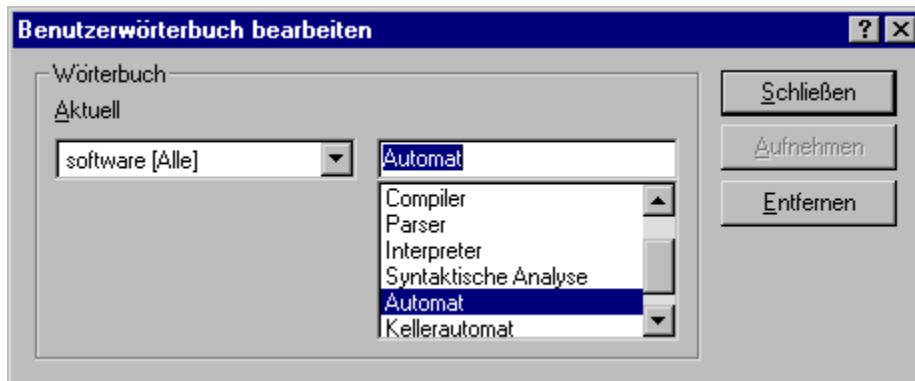 Benutzerwörterbuch bearbeiten
Wörterbuch
Aktuell
software [Alle]
Automat
Compiler
Parser
Interpreter
Syntaktische Analyse
Automat
Kellerautomat
Schließen
Aufnehmen
Entfernen